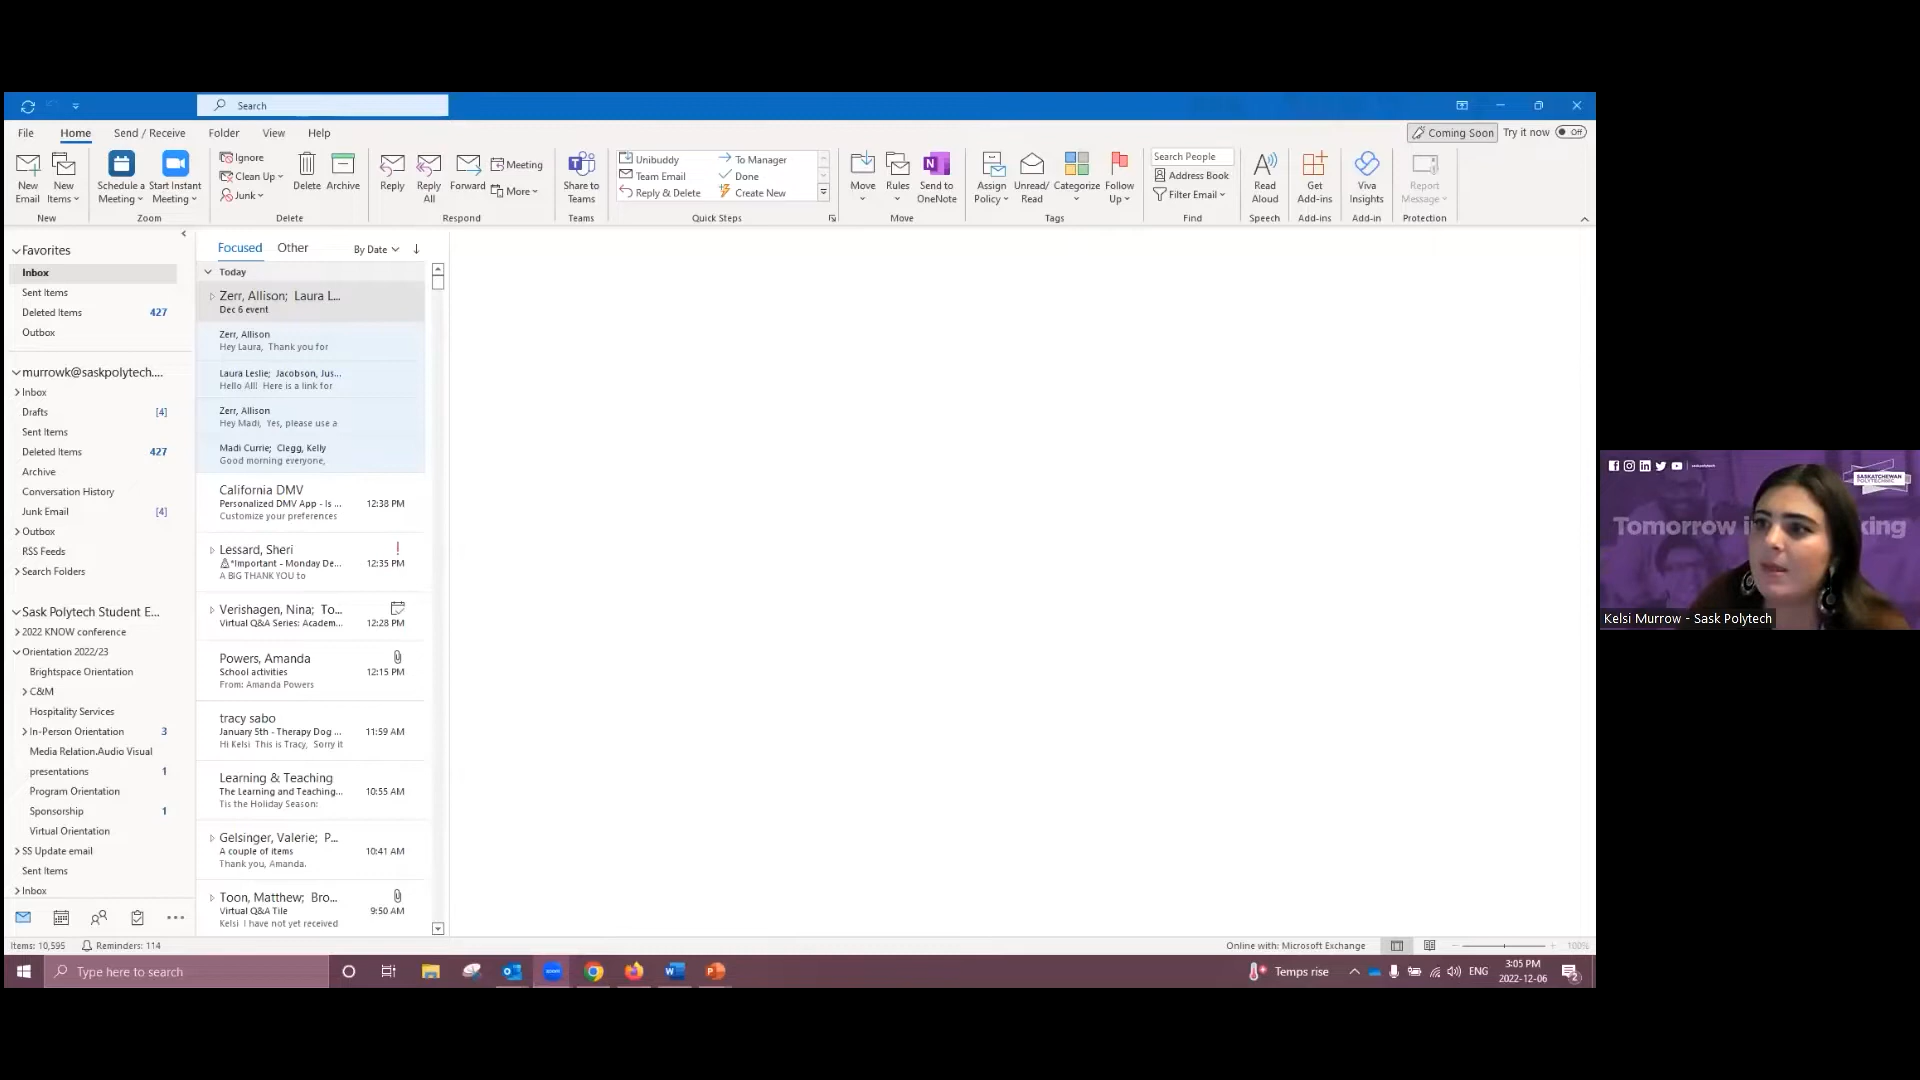 Search
File Home Send / Receive Folder View Help
Coming Soon Try it now Off
New Email
New Items
New
Schedule a Meeting
Start Instant Meeting
Zoom
Ignore
Clean Up
Junk
Delete
Archive
Delete
Reply
Reply All
Forward
Meeting
More
Respond
Share to Teams
Teams
Unibuddy
Team Email
Reply & Delete
To Manager
Done
Create New
Quick Steps
Move
Rules
Send to OneNote
Move
Assign Policy
Unread/ Read
Categorize
Follow Up
Tags
Search People
Address Book
Filter Email
Find
Read Aloud
Speech
Get Add-ins
Add-ins
Viva Insights
Add-in
Report Message
Protection
Favorites
Inbox
Sent Items
Deleted Items 427
Outbox
murrowk@saskpolytech....
Inbox
Drafts [4]
Sent Items
Deleted Items 427
Archive
Conversation History
Junk Email [4]
Outbox
RSS Feeds
Search Folders
Sask Polytech Student E...
2022 KNOW conference
Orientation 2022/23
Brightspace Orientation
C&M
Hospitality Services
In-Person Orientation 3
Media Relation.Audio Visual
presentations 1
Program Orientation
Sponsorship 1
Virtual Orientation
SS Update email
Sent Items
Inbox
Focused Other By Date
Today
Zerr, Allison; Laura L...
Dec 6 event
Zerr, Allison
Hey Laura, Thank you for
Laura Leslie; Jacobson, Jus...
Hello All! Here is a link for
Zerr, Allison
Hey Madi, Yes, please use a
Madi Currie; Clegg, Kelly
Good morning everyone,
California DMV
Personalized DMV App - Is ... 12:38 PM
Customize your preferences
Lessard, Sheri !
*Important - Monday De... 12:35 PM
A BIG THANK YOU to
Verishagen, Nina; To...
Virtual Q&A Series: Academ... 12:28 PM
Powers, Amanda
School activities 12:15 PM
From: Amanda Powers
tracy sabo
January 5th - Therapy Dog ... 11:59 AM
Hi Kelsi This is Tracy, Sorry it
Learning & Teaching
The Learning and Teaching... 10:55 AM
Tis the Holiday Season:
Gelsinger, Valerie; P...
A couple of items 10:41 AM
Thank you, Amanda.
Toon, Matthew; Bro...
Virtual Q&A Tile 9:50 AM
Kelsi I have not yet received
Items: 10,595 Reminders: 114
Online with: Microsoft Exchange 100%
Type here to search
Temps rise
ENG
3:05 PM
2022-12-06
2
SASKATCHEWAN
POLYTECHNIC
Tomorrow i king
Kelsi Murrow - Sask Polytech